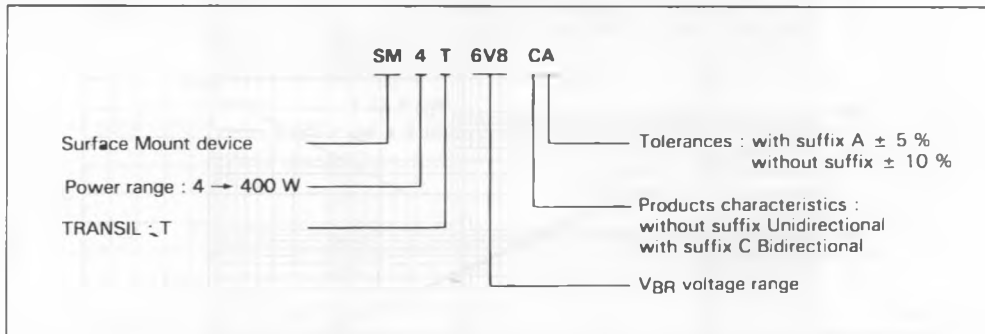 SM 4 T 6V8 CA
Surface Mount device
Power range : 4 → 400 W
TRANSIL : T
Tolerances : with suffix A ± 5 %
without suffix ± 10 %
Products characteristics :
without suffix Unidirectional
with suffix C Bidirectional
VBR voltage range